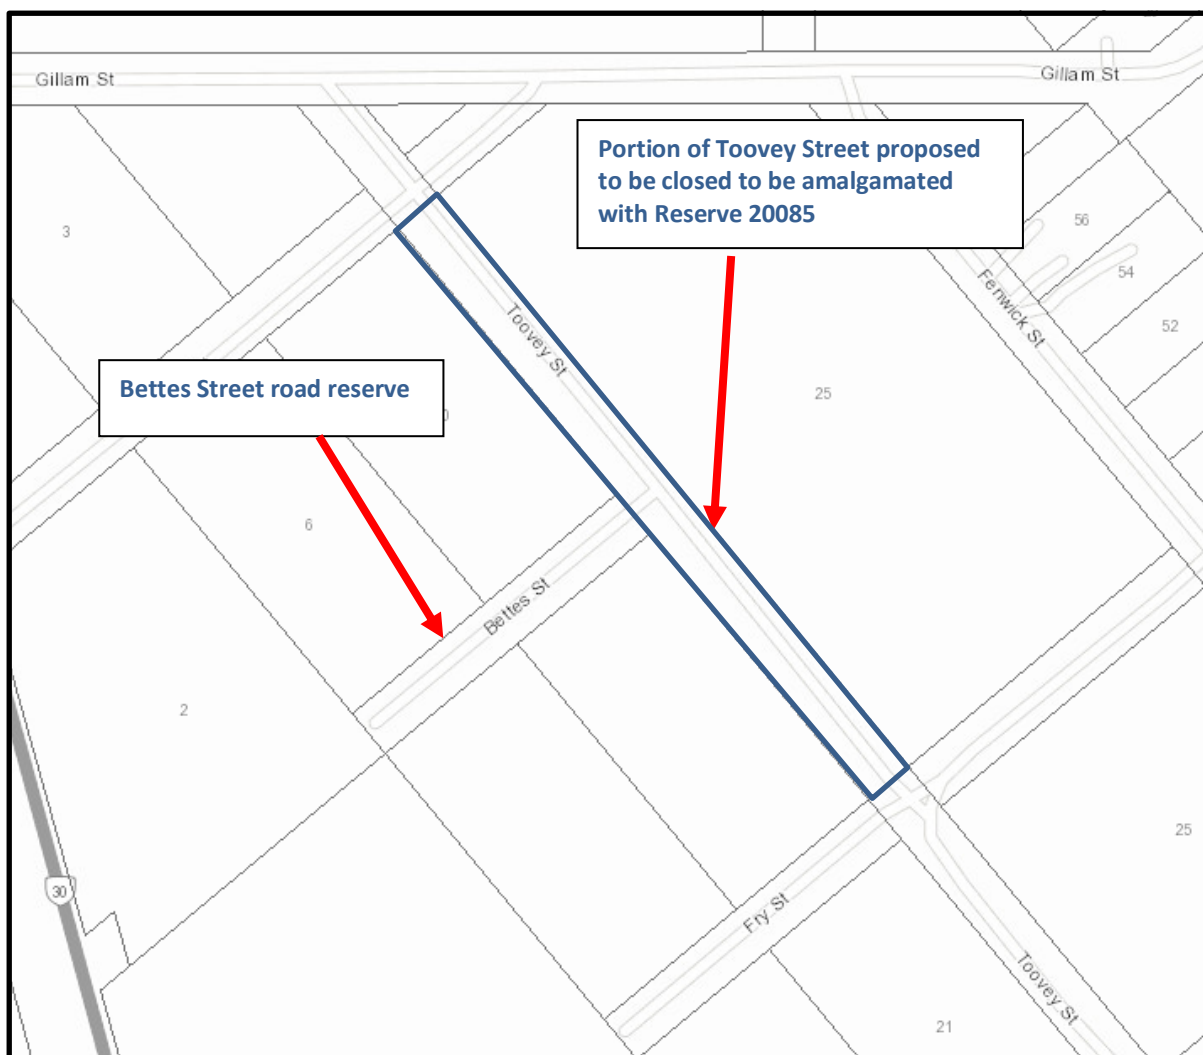 Gillam St
Gillam St
Portion of Toovey Street proposed
to be closed to be amalgamated
with Reserve 20085
3
56
54
Fenwick St
52
Toovey St
Bettes Street road reserve
25
6
Bettes St
2
25
30
Fry St
Toovey St
21